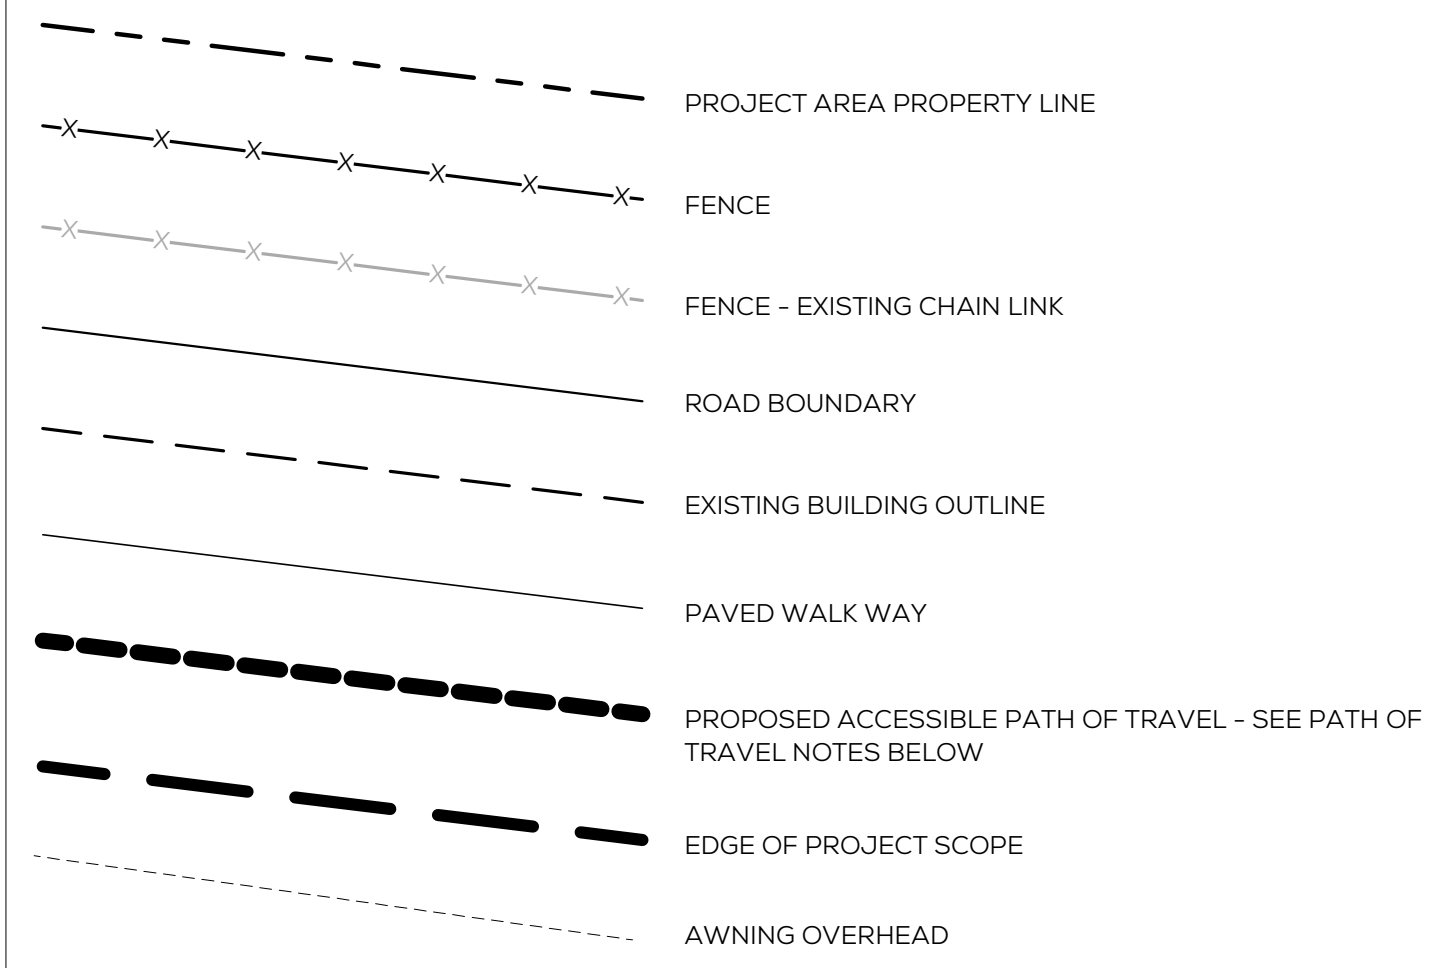 PROJECT AREA PROPERTY LINE
X X X X X X X
FENCE
X X X X X X X
FENCE - EXISTING CHAIN LINK
ROAD BOUNDARY
EXISTING BUILDING OUTLINE
PAVED WALK WAY
PROPOSED ACCESSIBLE PATH OF TRAVEL - SEE PATH OF
TRAVEL NOTES BELOW
EDGE OF PROJECT SCOPE
AWNING OVERHEAD